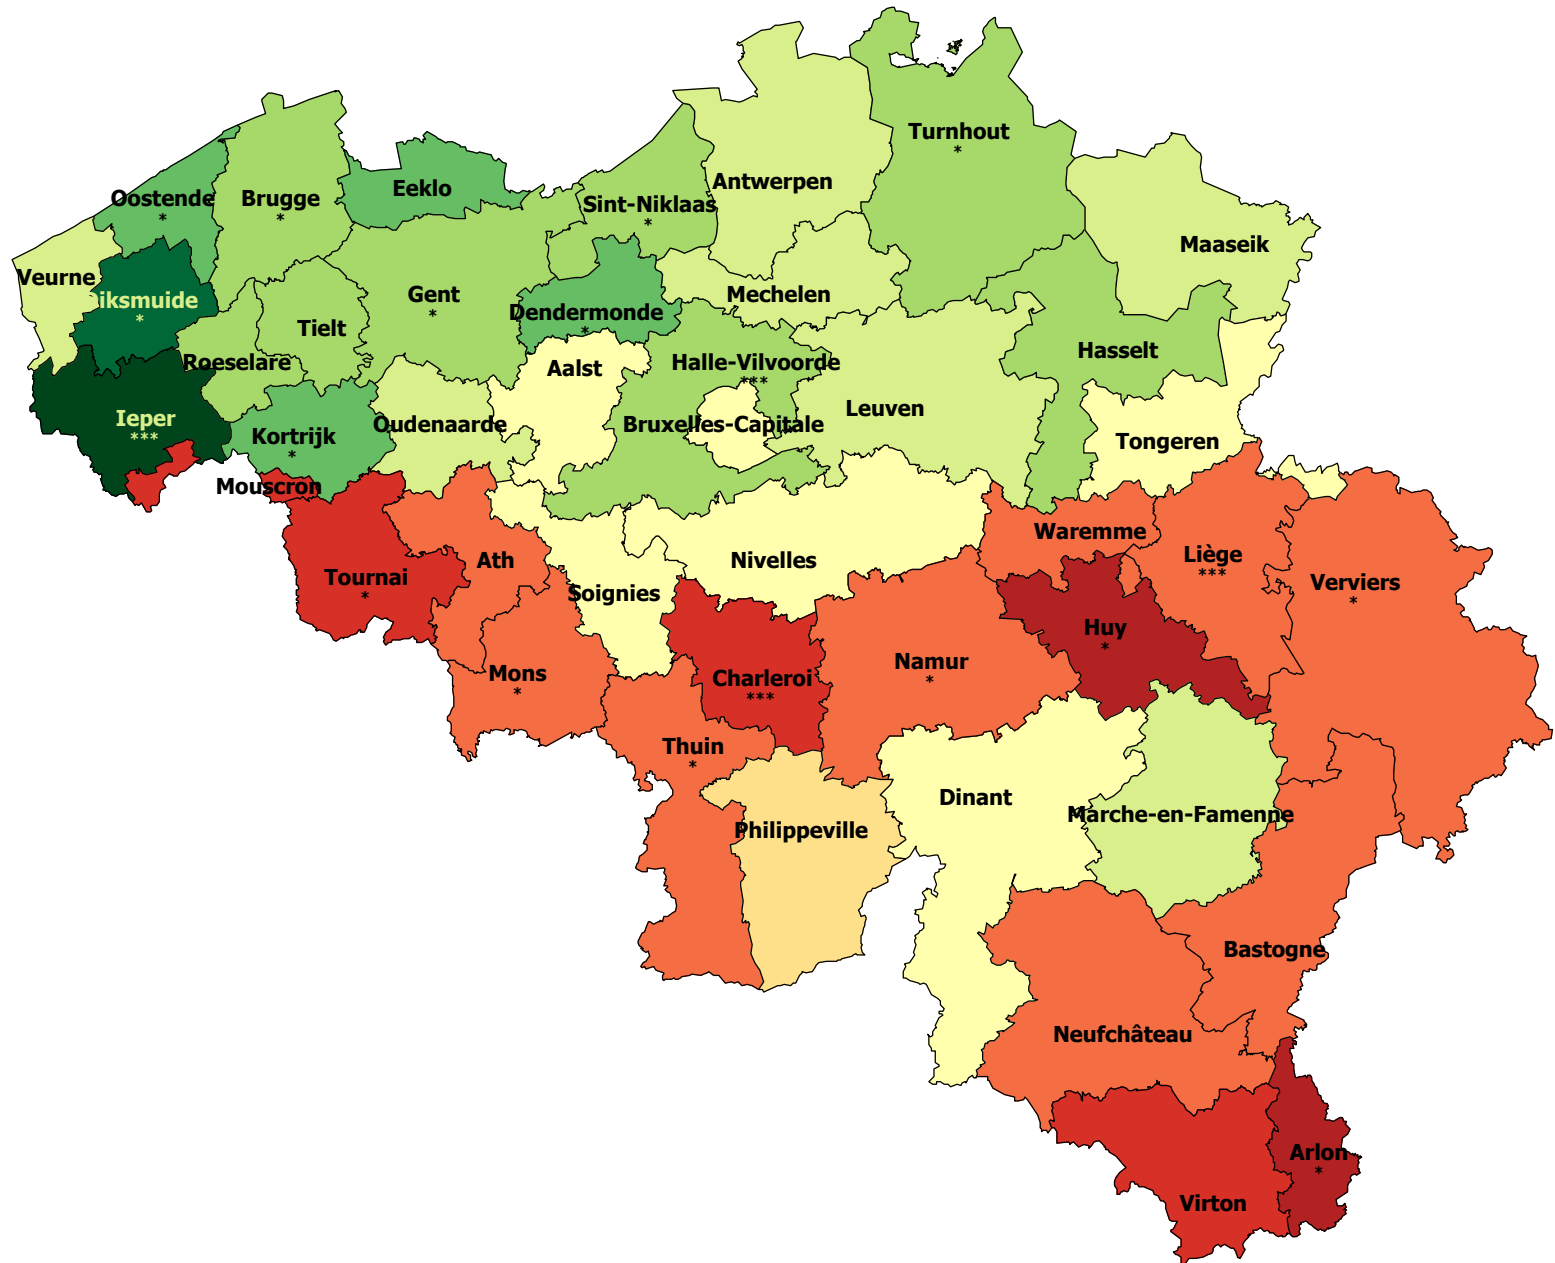 Turnhout
*
Antwerpen
Eeklo
Oostende
*
Brugge
*
Sint-Niklaas
*
Maaseik
Veurne
Diksmuide
*
Gent
*
Mechelen
Dendermonde
*
Tielt
Hasselt
Roeselare
Aalst
Halle-Vilvoorde
***
Leuven
Ieper
***
Oudenaarde
Bruxelles-Capitale
Kortrijk
*
Tongeren
Mouscron
Waremme
Liège
***
Ath
Nivelles
Tournai
*
Soignies
Verviers
*
Huy
*
Namur
*
Mons
*
Charleroi
***
Thuin
*
Dinant
Marche-en-Famenne
Philippeville
Bastogne
Neufchâteau
Arlon
*
Virton